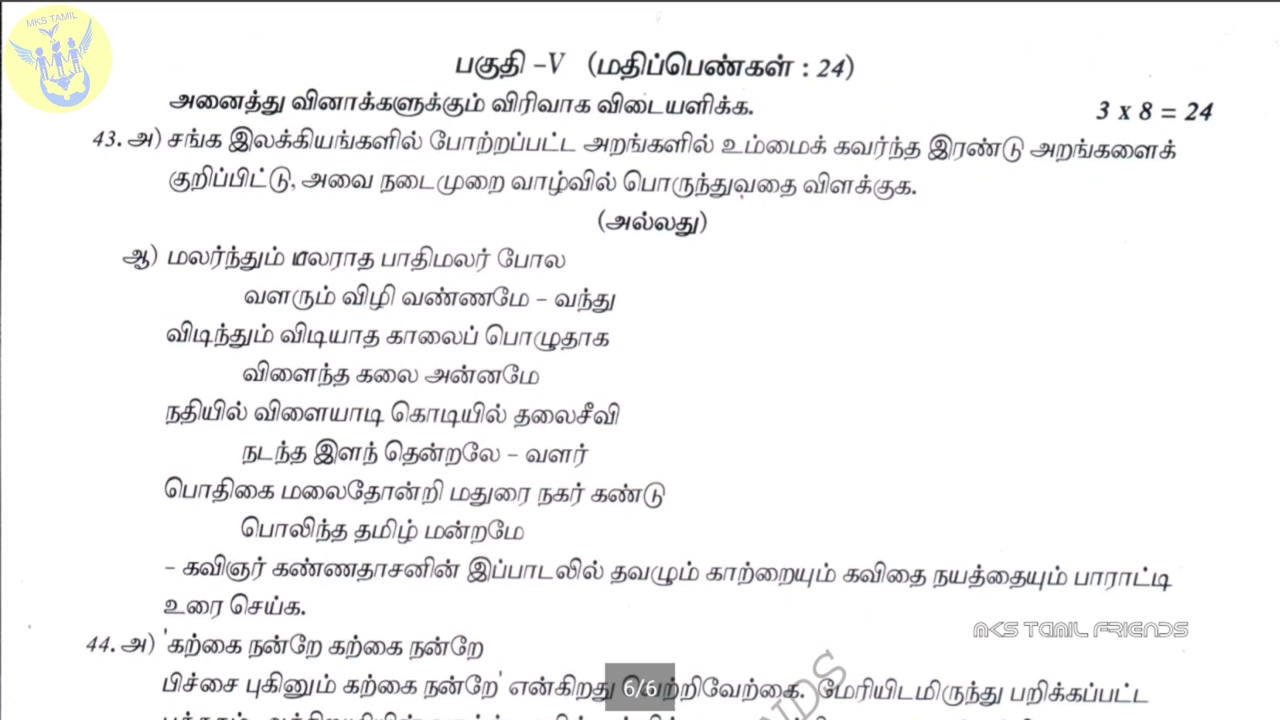 MKS TAMIL
பகுதி –V (மதிப்பெண்கள் : 24)
அனைத்து வினாக்களுக்கும் விரிவாக விடையளிக்க. 3 x 8 = 24
43. அ) சங்க இலக்கியங்களில் போற்றப்பட்ட அறங்களில் உம்மைக் கவர்ந்த இரண்டு அறங்களைக்
குறிப்பிட்டு, அவை நடைமுறை வாழ்வில் பொருந்துவதை விளக்குக.
(அல்லது)
ஆ) மலர்ந்தும் மலராத பாதிமலர் போல
வளரும் விழி வண்ணமே – வந்து
விடிந்தும் விடியாத காலைப் பொழுதாக
விளைந்த கலை அன்னமே
நதியில் விளையாடி கொடியில் தலைசீவி
நடந்த இளந் தென்றலே – வளர்
பொதிகை மலைதோன்றி மதுரை நகர் கண்டு
பொலிந்த தமிழ் மன்றமே
– கவிஞர் கண்ணதாசனின் இப்பாடலில் தவழும் காற்றையும் கவிதை நயத்தையும் பாராட்டி
உரை செய்க.
MKS TAMIL FRIENDS
44. அ) 'கற்கை நன்றே கற்கை நன்றே
பிச்சை புகினும் கற்கை நன்றே' என்கிறது வெற்றிவேற்கை. மேரியிடமிருந்து பறிக்கப்பட்ட
6/6